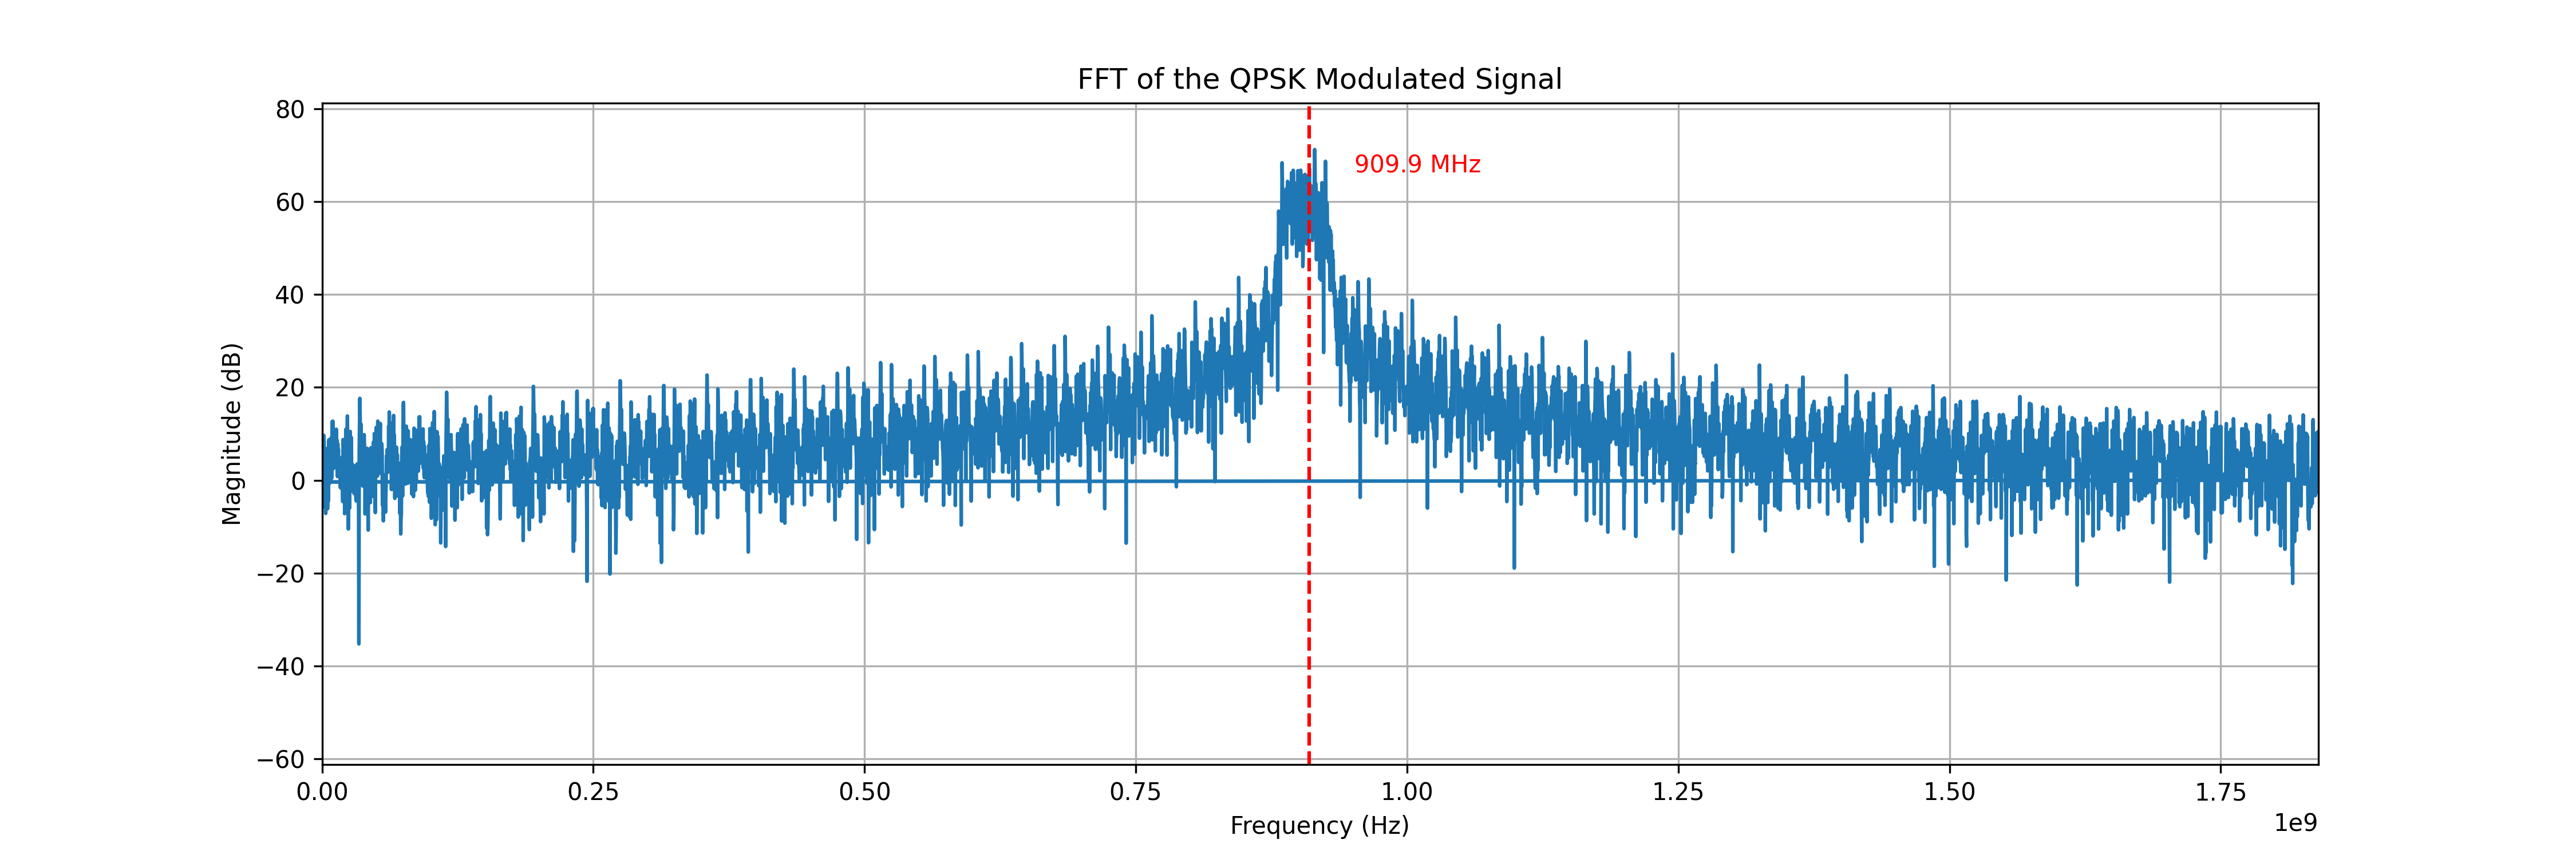 FFT of the QPSK Modulated Signal
80
60
40
20
0
−20
−40
−60
Magnitude (dB)
909.9 MHz
0.00 0.25 0.50 0.75 1.00 1.25 1.50 1.75
1e9
Frequency (Hz)